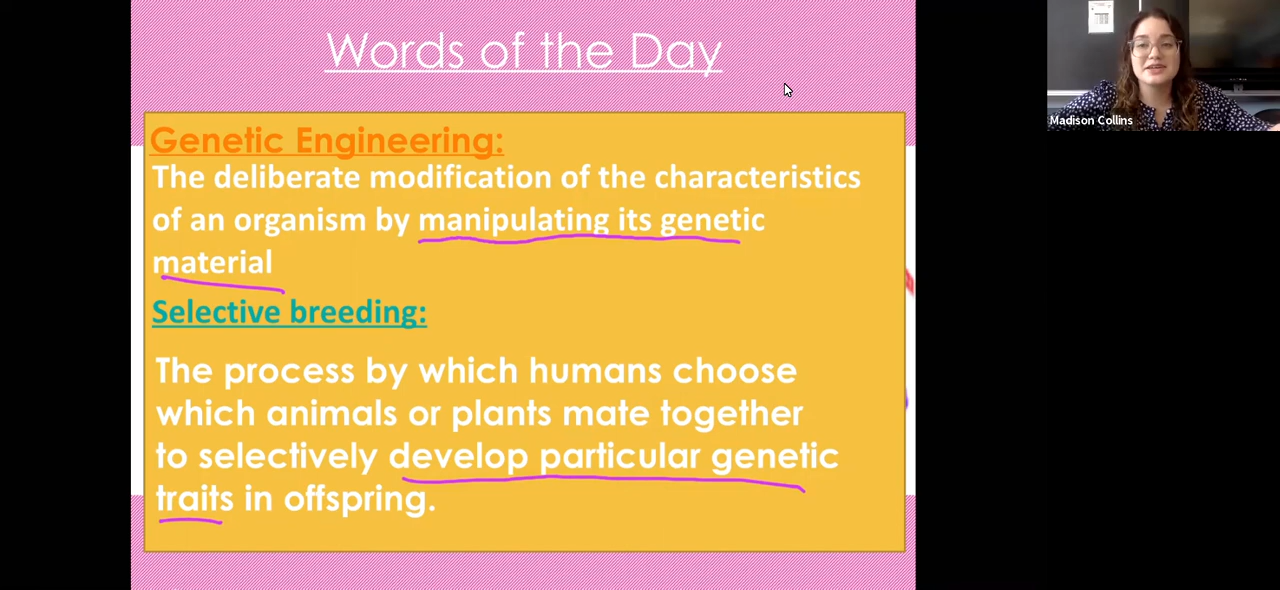 Words of the Day
Genetic Engineering:
The deliberate modification of the characteristics
of an organism by manipulating its genetic
material
Selective breeding:
The process by which humans choose
which animals or plants mate together
to selectively develop particular genetic
traits in offspring.
Madison Collins